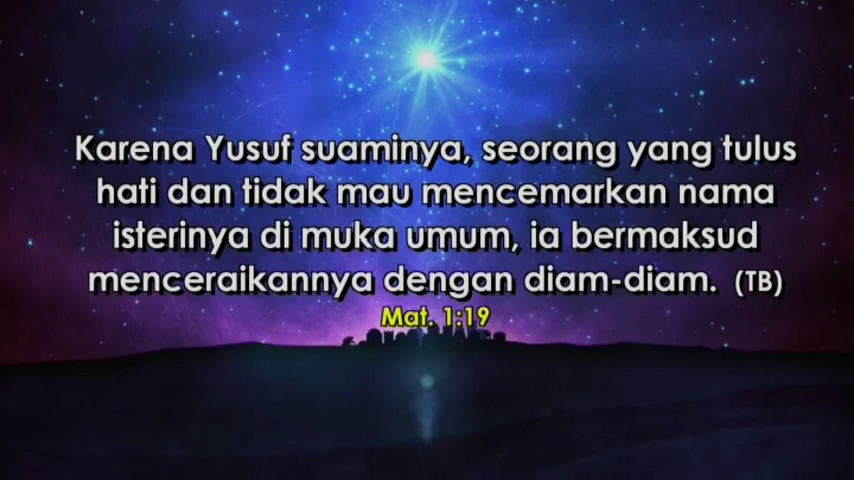 Karena Yusuf suaminya, seorang yang tulus
hati dan tidak mau mencemarkan nama
isterinya di muka umum, ia bermaksud
menceraikannya dengan diam-diam. (TB)
Mat. 1:19